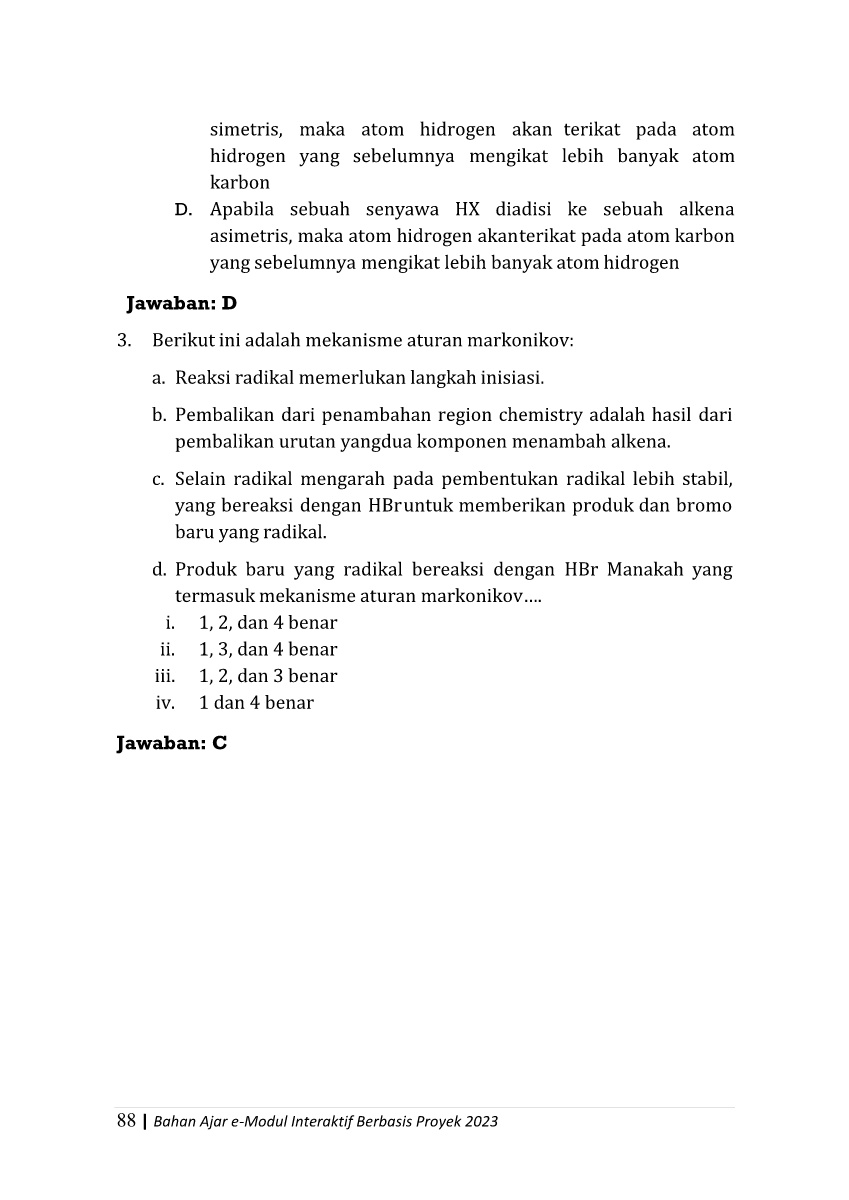 simetris, maka atom hidrogen akan terikat pada atom
hidrogen yang sebelumnya mengikat lebih banyak atom
karbon
D. Apabila sebuah senyawa HX diadisi ke sebuah alkena
asimetris, maka atom hidrogen akanterikat pada atom karbon
yang sebelumnya mengikat lebih banyak atom hidrogen
Jawaban: D
3. Berikut ini adalah mekanisme aturan markonikov:
a. Reaksi radikal memerlukan langkah inisiasi.
b. Pembalikan dari penambahan region chemistry adalah hasil dari
pembalikan urutan yangdua komponen menambah alkena.
c. Selain radikal mengarah pada pembentukan radikal lebih stabil,
yang bereaksi dengan HBruntuk memberikan produk dan bromo
baru yang radikal.
d. Produk baru yang radikal bereaksi dengan HBr Manakah yang
termasuk mekanisme aturan markonikov….
i. 1, 2, dan 4 benar
ii. 1, 3, dan 4 benar
iii. 1, 2, dan 3 benar
iv. 1 dan 4 benar
Jawaban: C
88 | Bahan Ajar e-Modul Interaktif Berbasis Proyek 2023